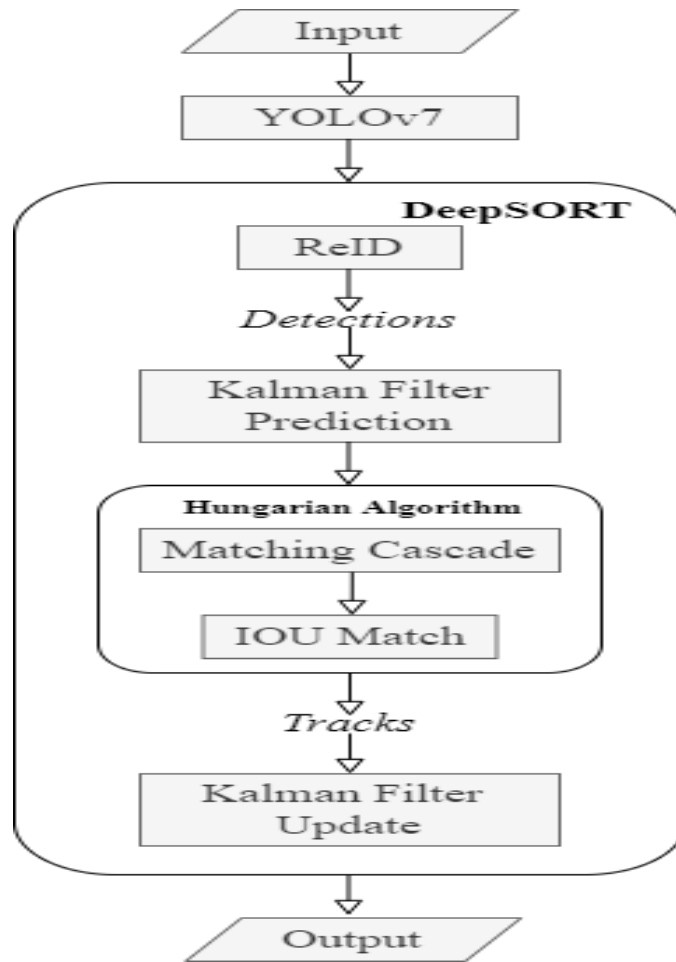 Input
YOLOv7
DeepSORT
ReID
Detections
Kalman Filter
Prediction
Hungarian Algorithm
Matching Cascade
IOU Match
Tracks
Kalman Filter
Update
Output